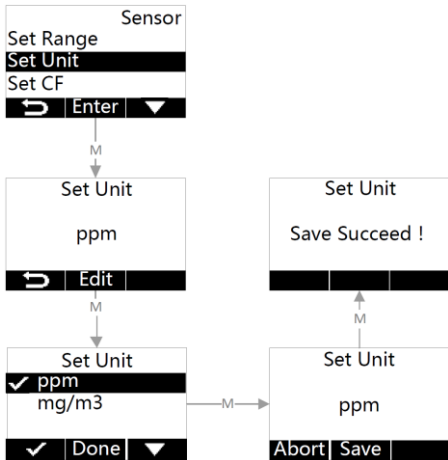 Sensor
Set Range
Set Unit
Set CF
Enter
M
Set Unit
ppm
Edit
M
Set Unit
ppm
mg/m3
Done
M
Set Unit
ppm
Abort Save
M
Set Unit
Save Succeed !